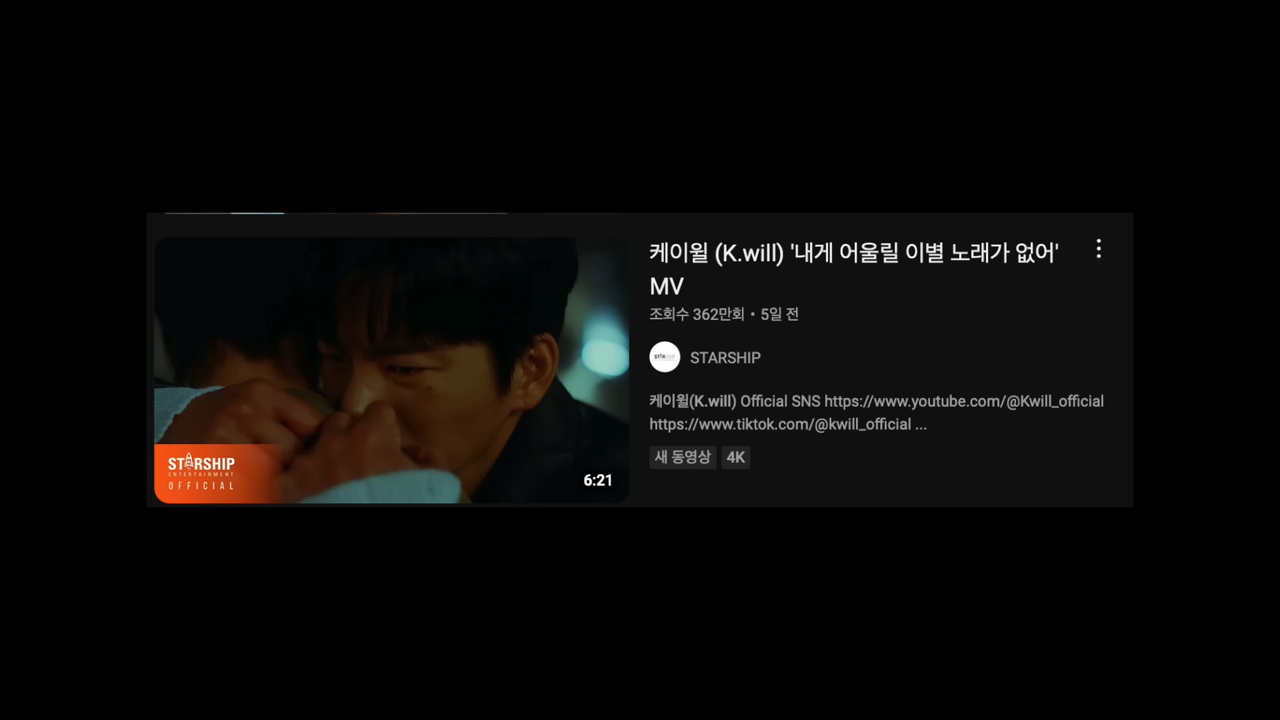 케이윌 (K.will) '내게 어울릴 이별 노래가 없어'
MV
조회수 362만회 • 5일 전
STARSHIP
케이윌(K.will) Official SNS https://www.youtube.com/@Kwill_official
https://www.tiktok.com/@kwill_official ...
새 동영상 4K
STARSHIP
ENTERTAINMENT
OFFICIAL
6:21